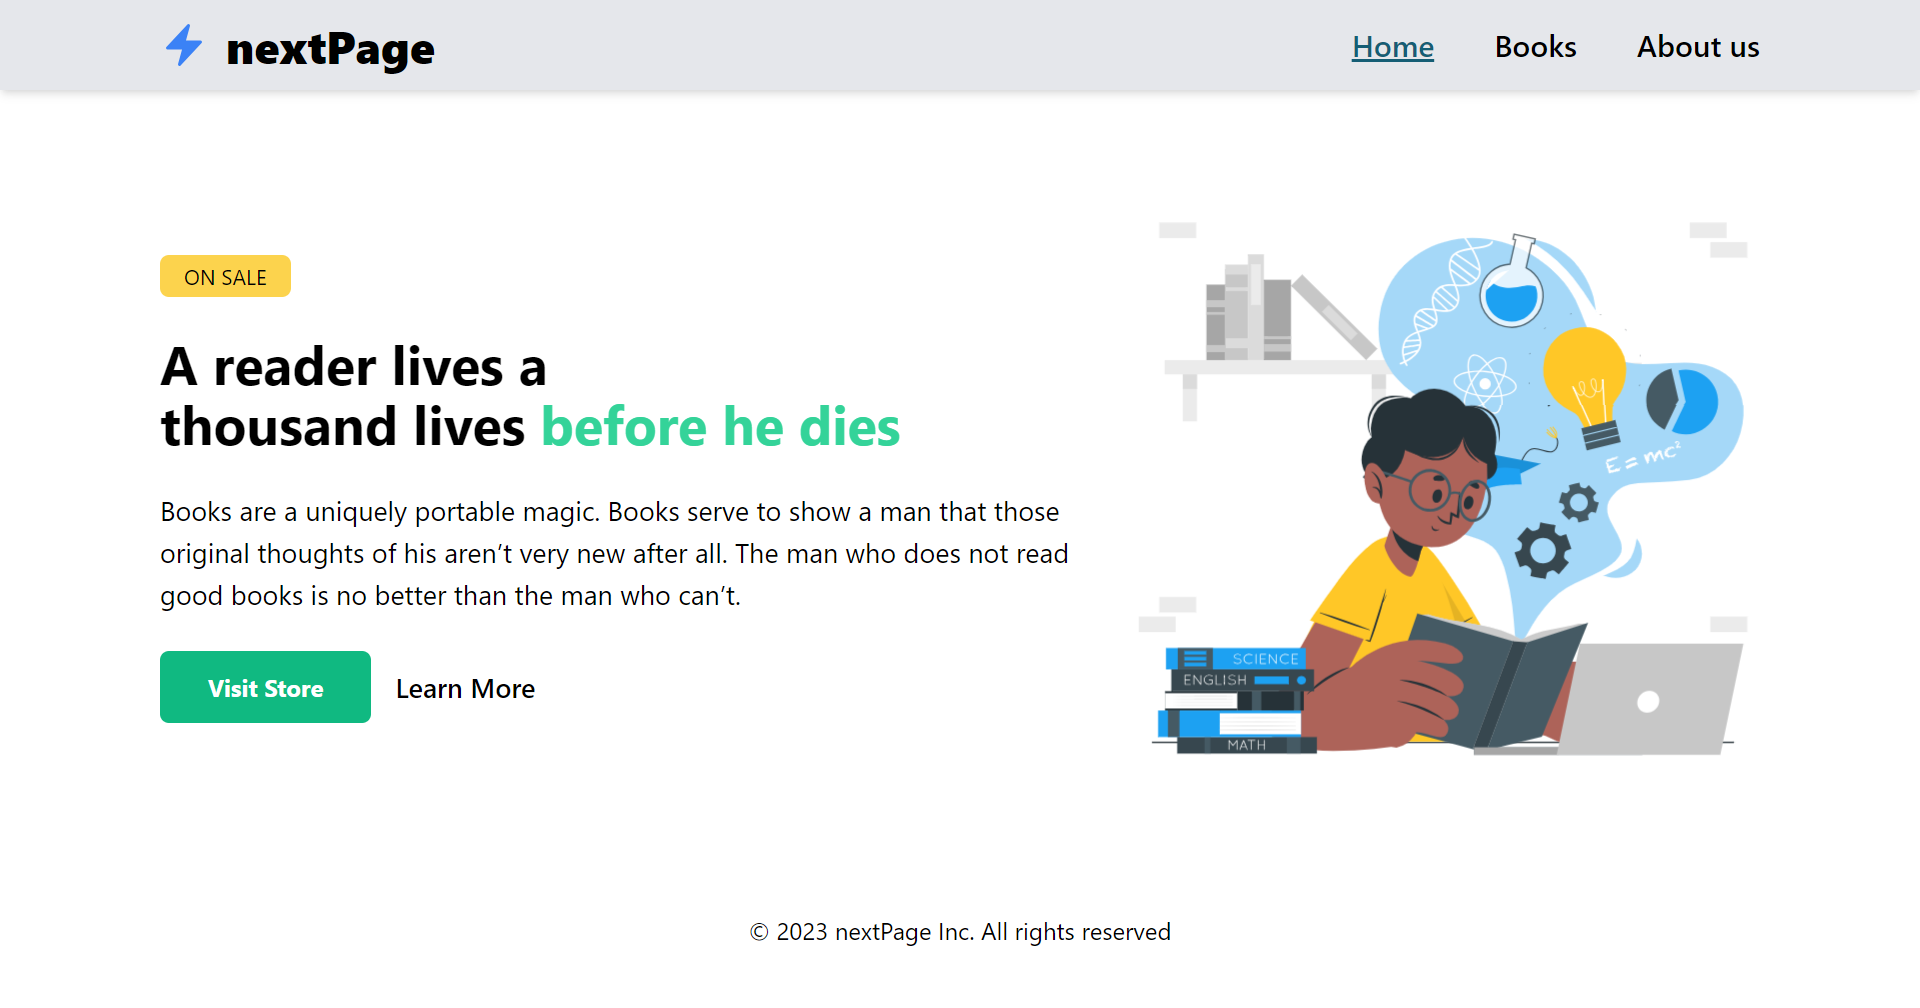 nextPage
Home
Books
About us
ON SALE
A reader lives a
thousand lives before he dies
Books are a uniquely portable magic. Books serve to show a man that those
original thoughts of his aren’t very new after all. The man who does not read
good books is no better than the man who can’t.
Visit Store
Learn More
E = mc²
SCIENCE
ENGLISH
MATH
© 2023 nextPage Inc. All rights reserved